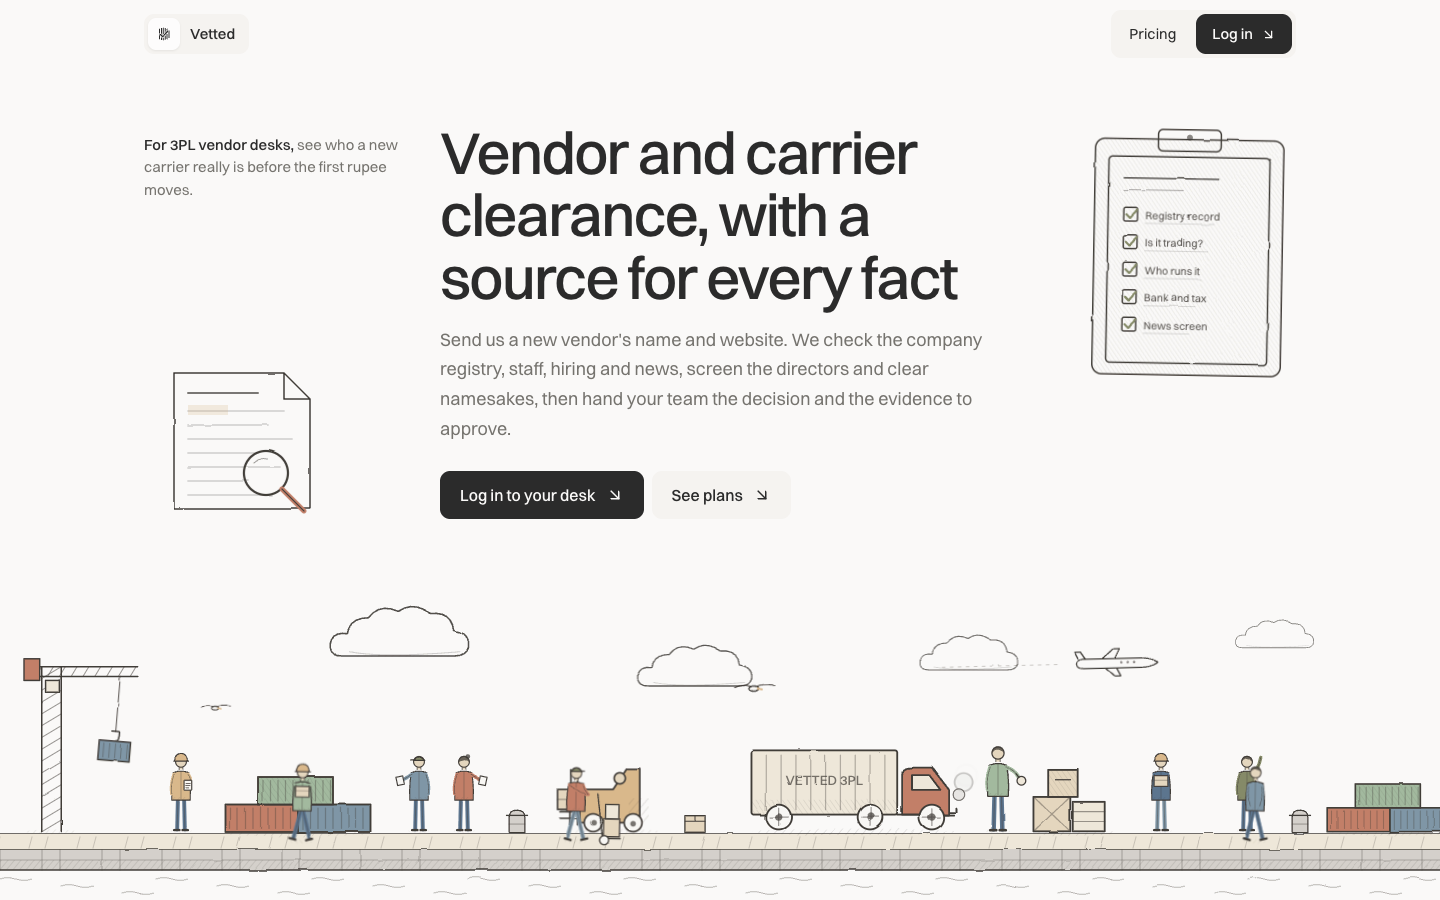 Vetted
Pricing
Log in
For 3PL vendor desks, see who a new
carrier really is before the first rupee
moves.
Vendor and carrier
clearance, with a
source for every fact
Send us a new vendor's name and website. We check the company
registry, staff, hiring and news, screen the directors and clear
namesakes, then hand your team the decision and the evidence to
approve.
Log in to your desk
See plans
Registry record
Is it trading?
Who runs it
Bank and tax
News screen
VETTED 3PL